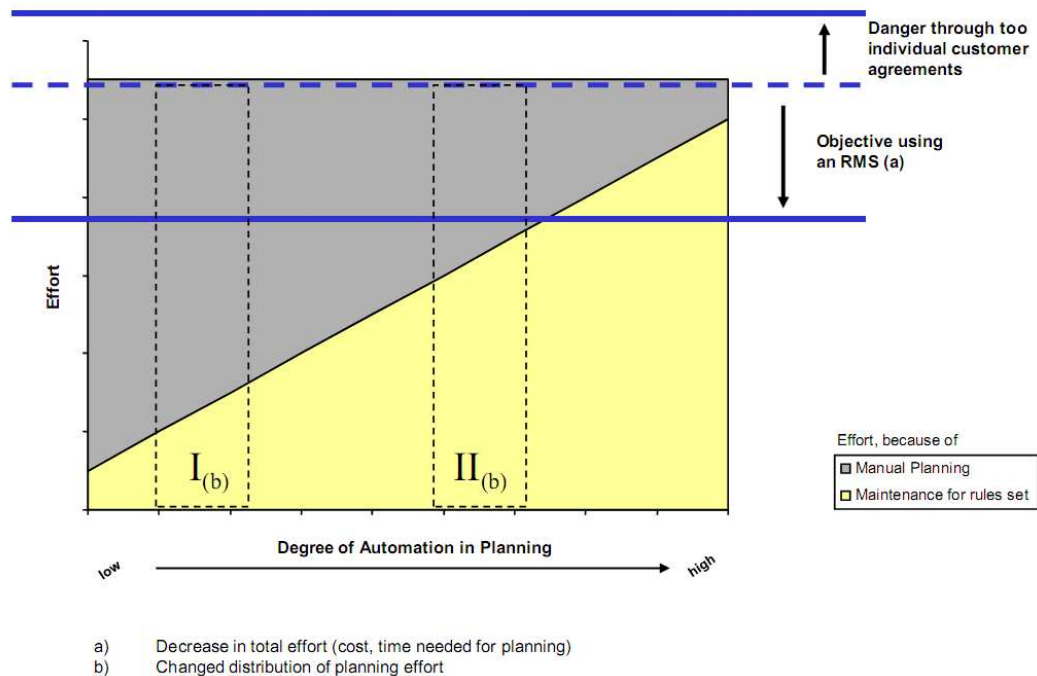 Danger through too
individual customer
agreements
Objective using
an RMS (a)
Effort
I(b)
II(b)
Effort, because of
Manual Planning
Maintenance for rules set
Degree of Automation in Planning
low
high
a) Decrease in total effort (cost, time needed for planning)
b) Changed distribution of planning effort